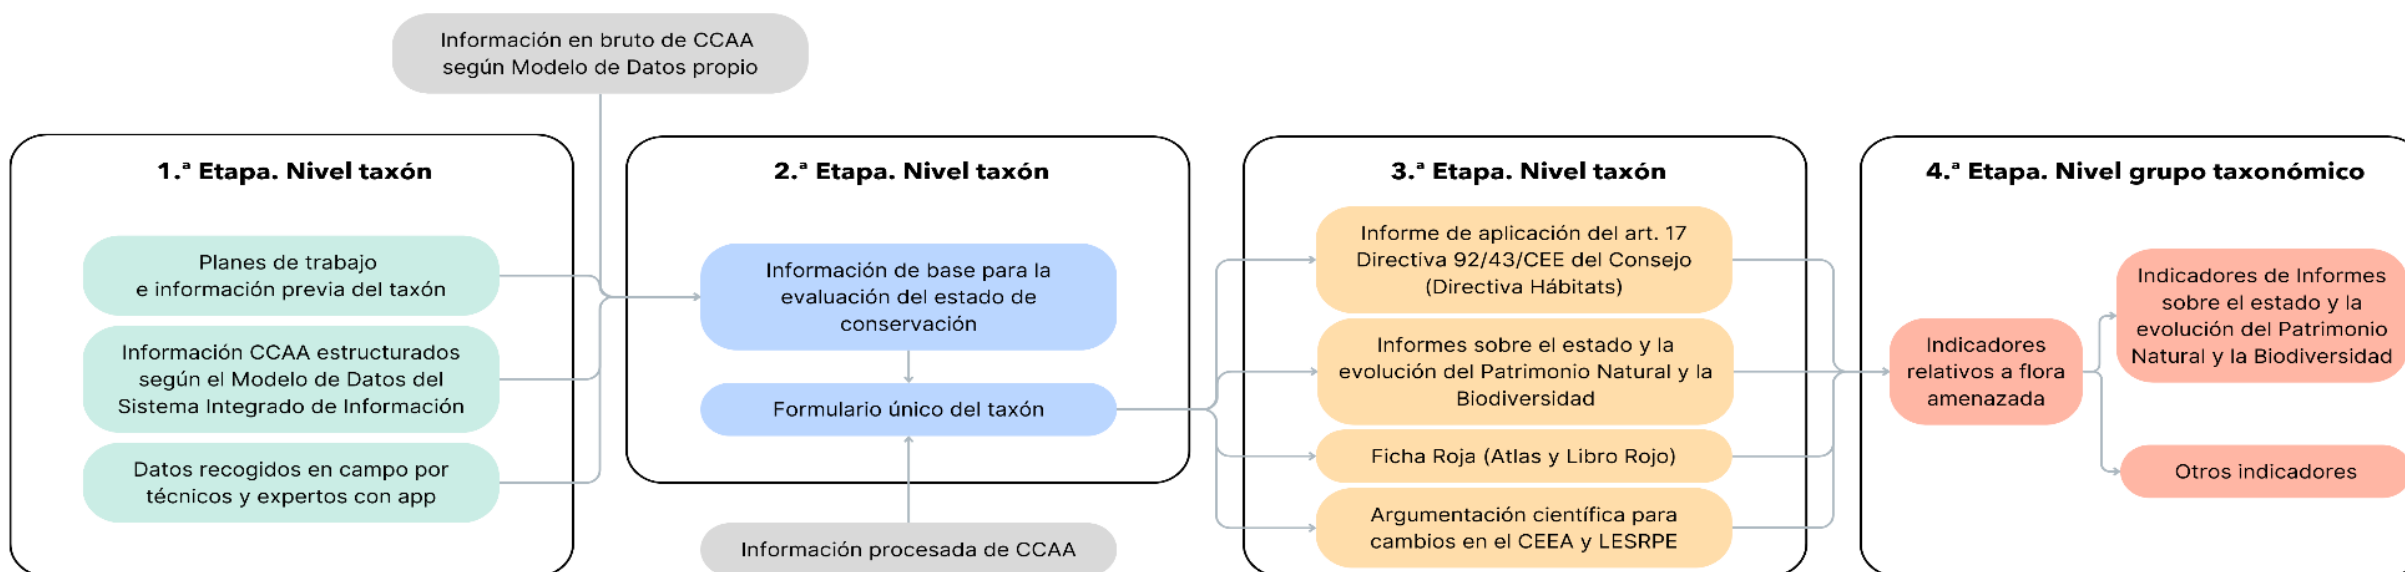 Información en bruto de CCAA
según Modelo de Datos propio
1.ª Etapa. Nivel taxón
Planes de trabajo
e información previa del taxón
Información CCAA estructurados
según el Modelo de Datos del
Sistema Integrado de Información
Datos recogidos en campo por
técnicos y expertos con app
2.ª Etapa. Nivel taxón
Información de base para la
evaluación del estado de
conservación
Formulario único del taxón
Información procesada de CCAA
3.ª Etapa. Nivel taxón
Informe de aplicación del art. 17
Directiva 92/43/CEE del Consejo
(Directiva Hábitats)
Informes sobre el estado y la
evolución del Patrimonio Natural y la
Biodiversidad
Ficha Roja (Atlas y Libro Rojo)
Argumentación científica para
cambios en el CEEA y LESRPE
4.ª Etapa. Nivel grupo taxonómico
Indicadores
relativos a flora
amenazada
Indicadores de Informes
sobre el estado y la
evolución del Patrimonio
Natural y la Biodiversidad
Otros indicadores